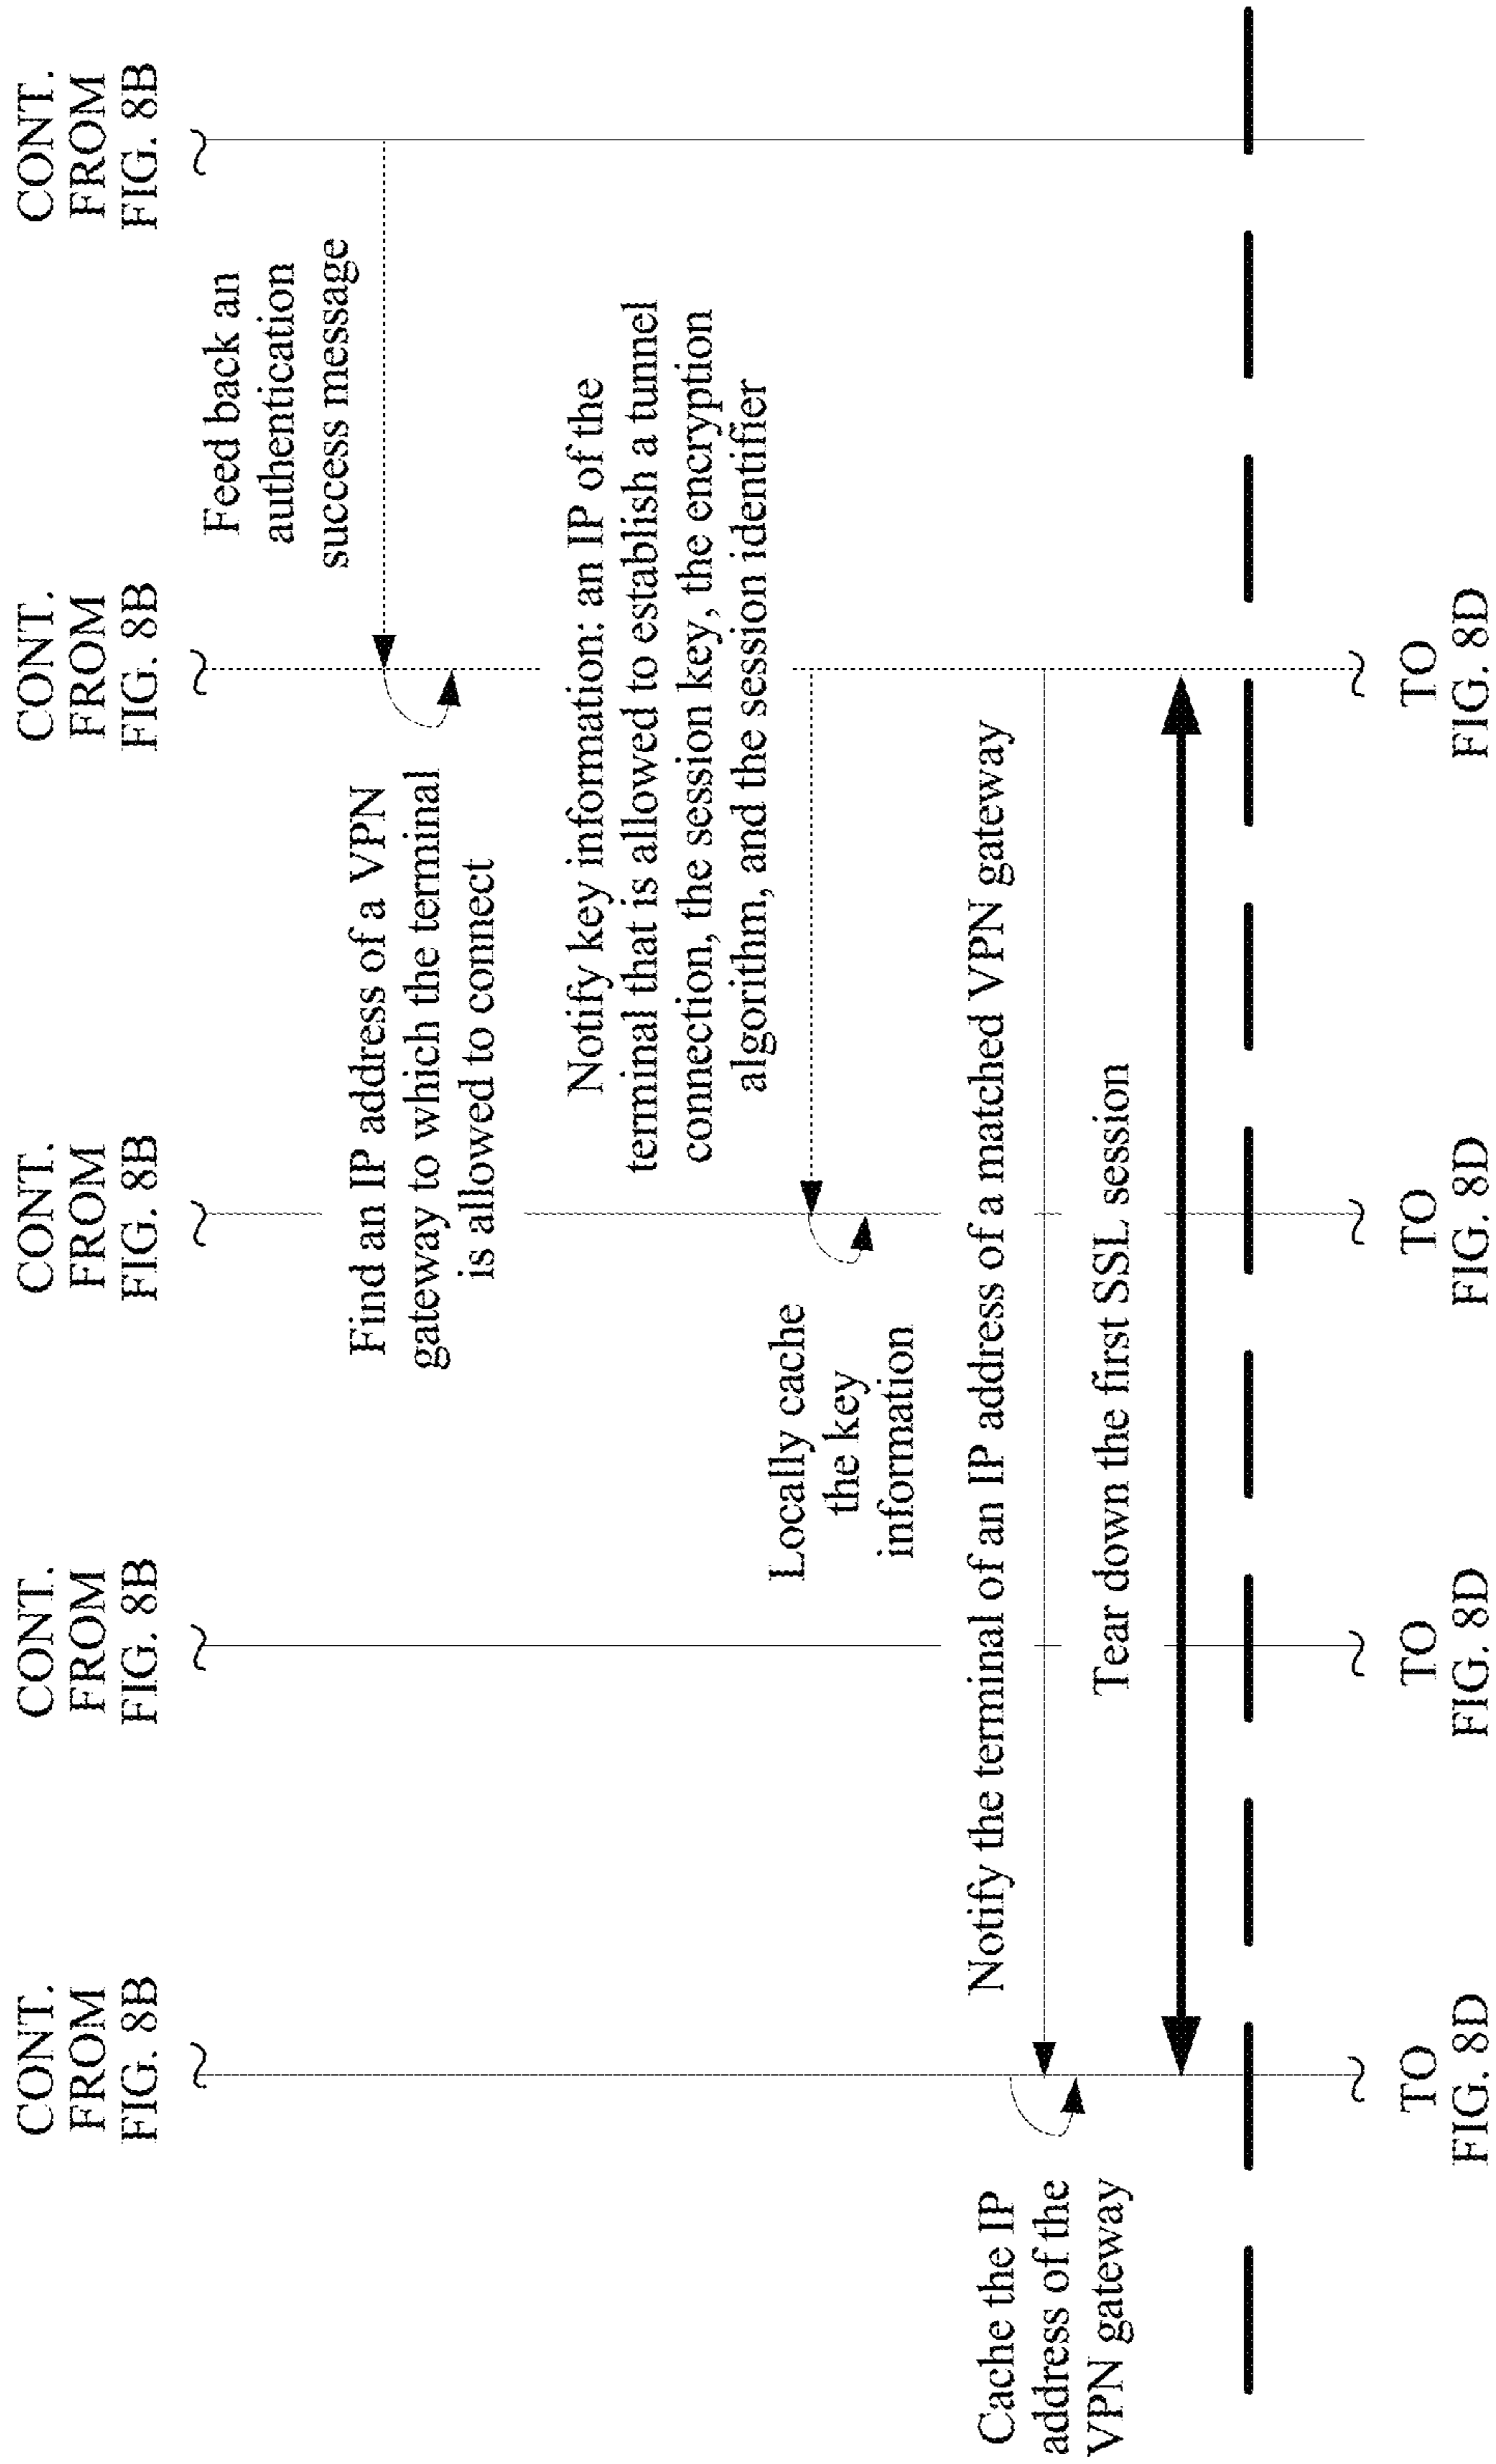 CONT.
FROM
FIG. 8B
CONT.
FROM
FIG. 8B
CONT.
FROM
FIG. 8B
CONT.
FROM
FIG. 8B
CONT.
FROM
FIG. 8B
Feed back an
authentication
success message
Find an IP address of a VPN
gateway to which the terminal
is allowed to connect
Notify key information: an IP of the
terminal that is allowed to establish a tunnel
connection, the session key, the encryption
algorithm, and the session identifier
Locally cache
the key
information
Notify the terminal of an IP address of a matched VPN gateway
Cache the IP
address of the
VPN gateway
Tear down the first SSL session
TO
FIG. 8D
TO
FIG. 8D
TO
FIG. 8D
TO
FIG. 8D